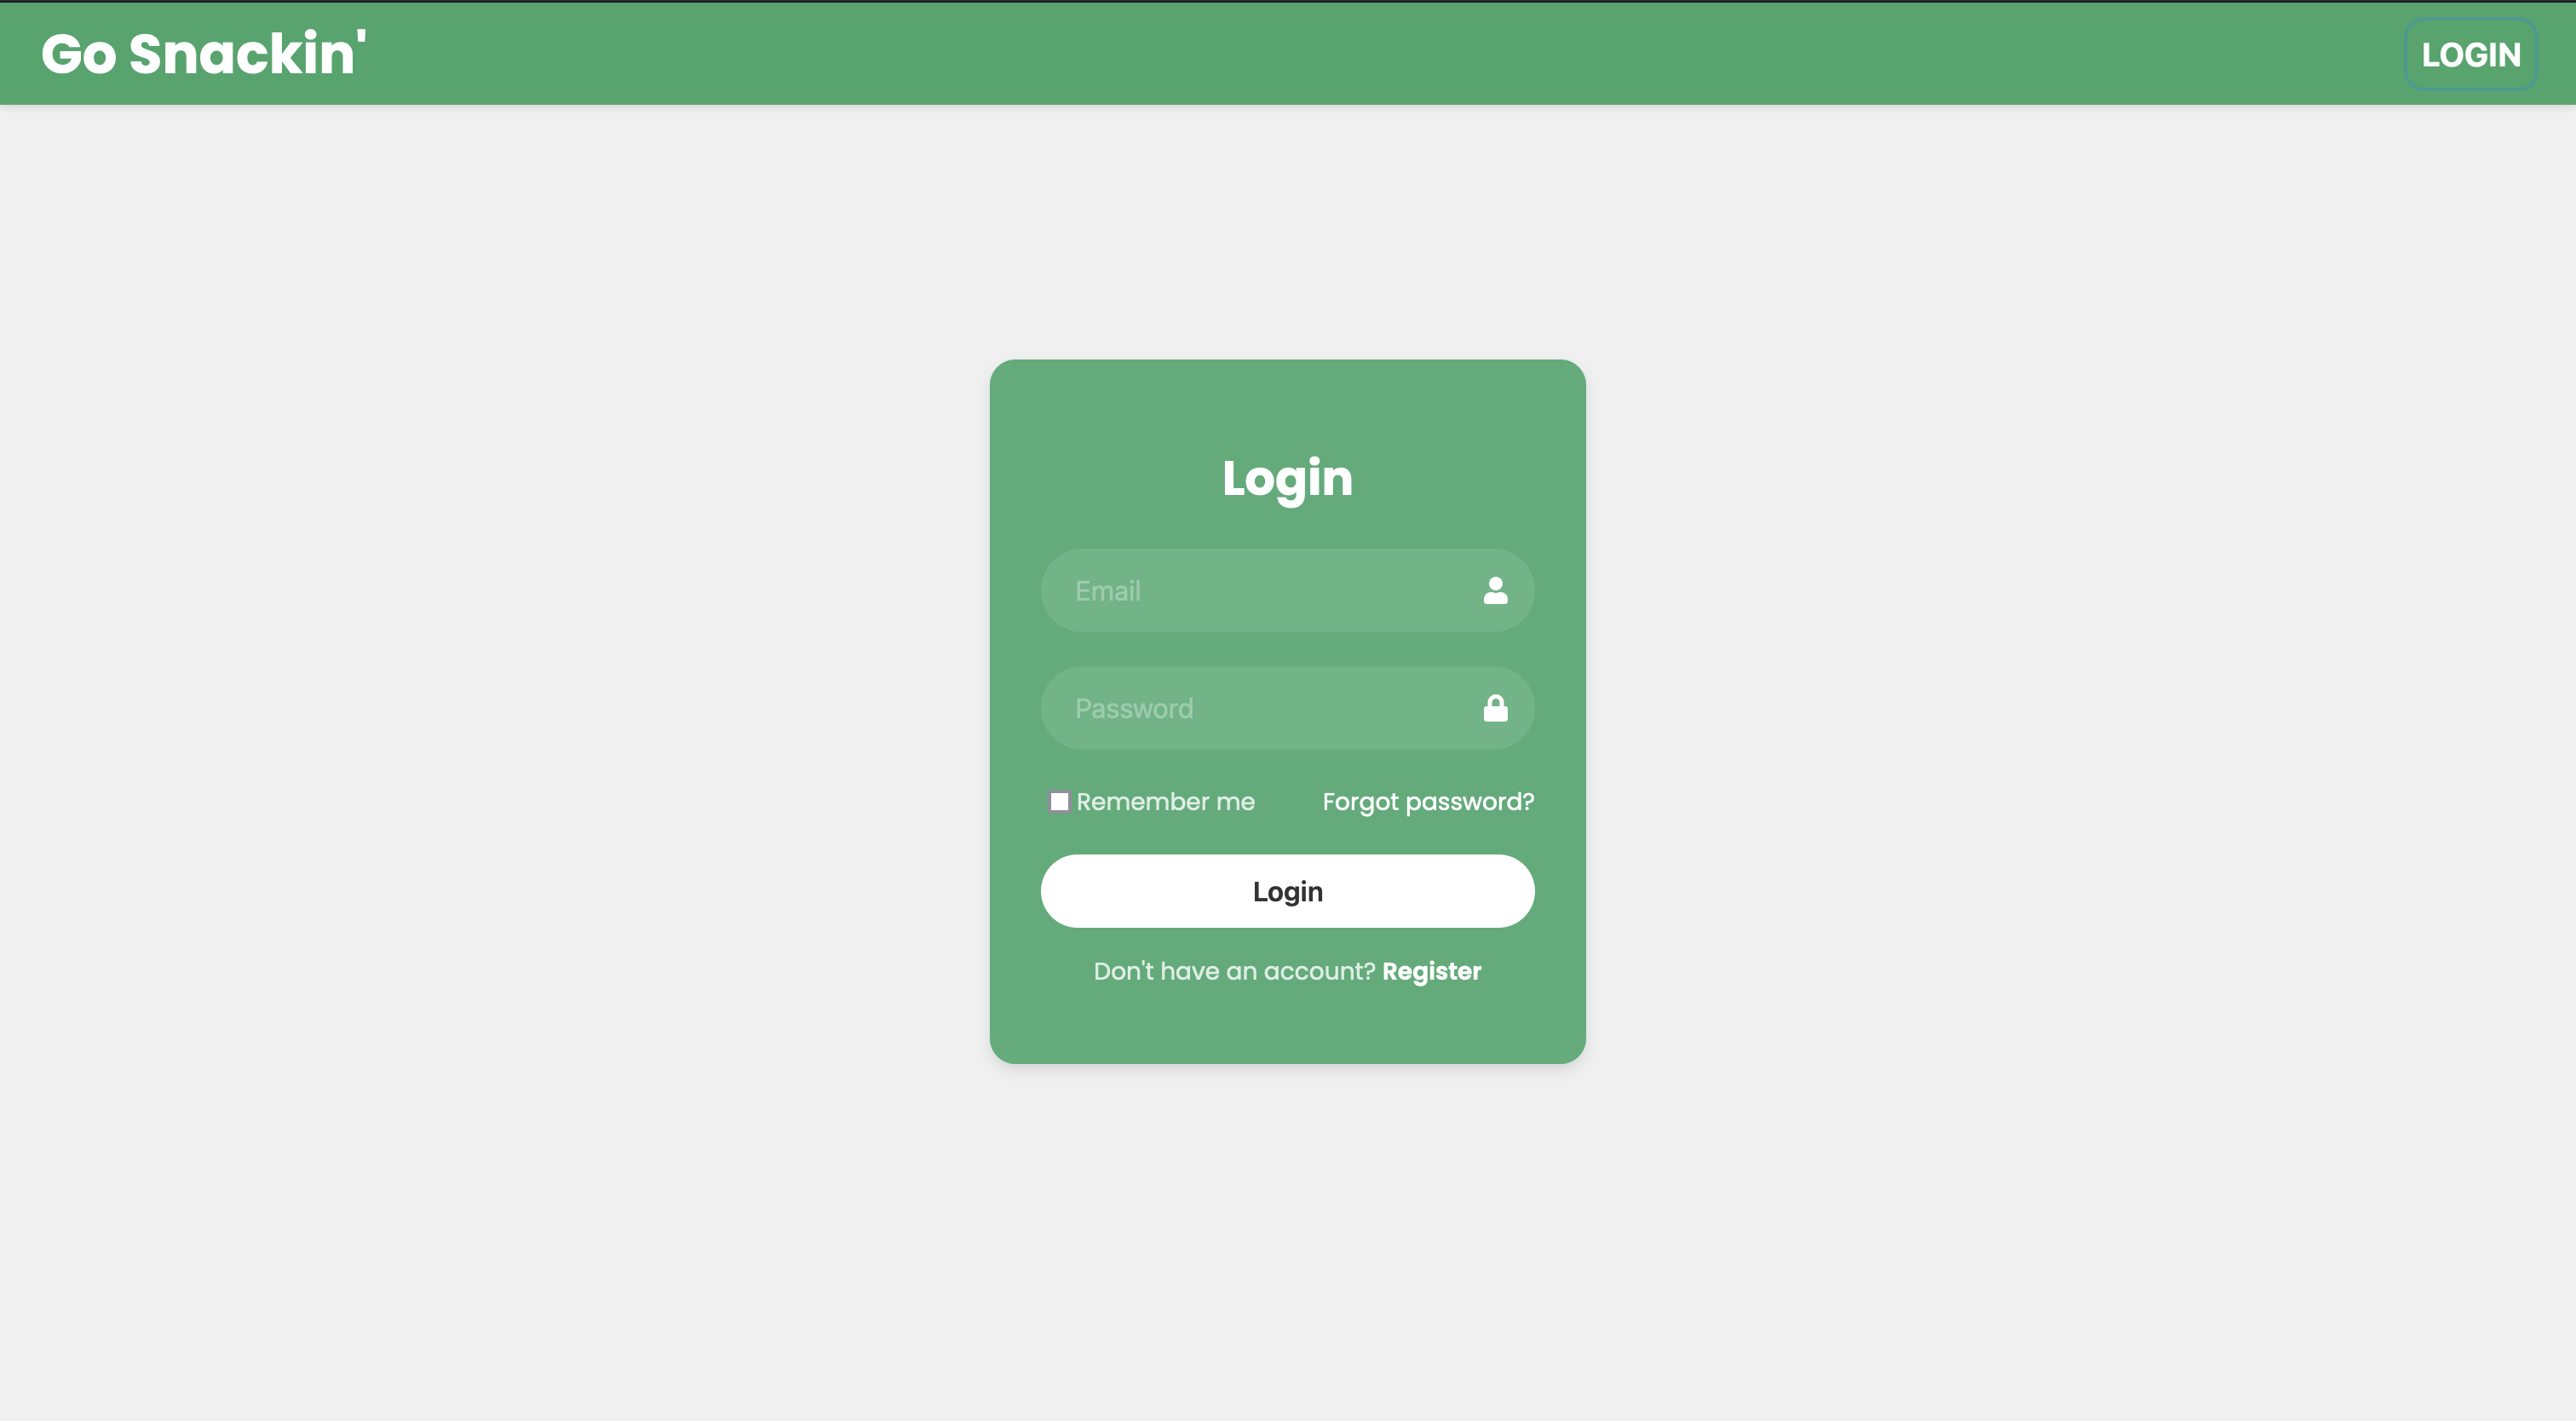 Go Snackin'
LOGIN
Login
Email
Password
Remember me
Forgot password?
Login
Don't have an account? Register